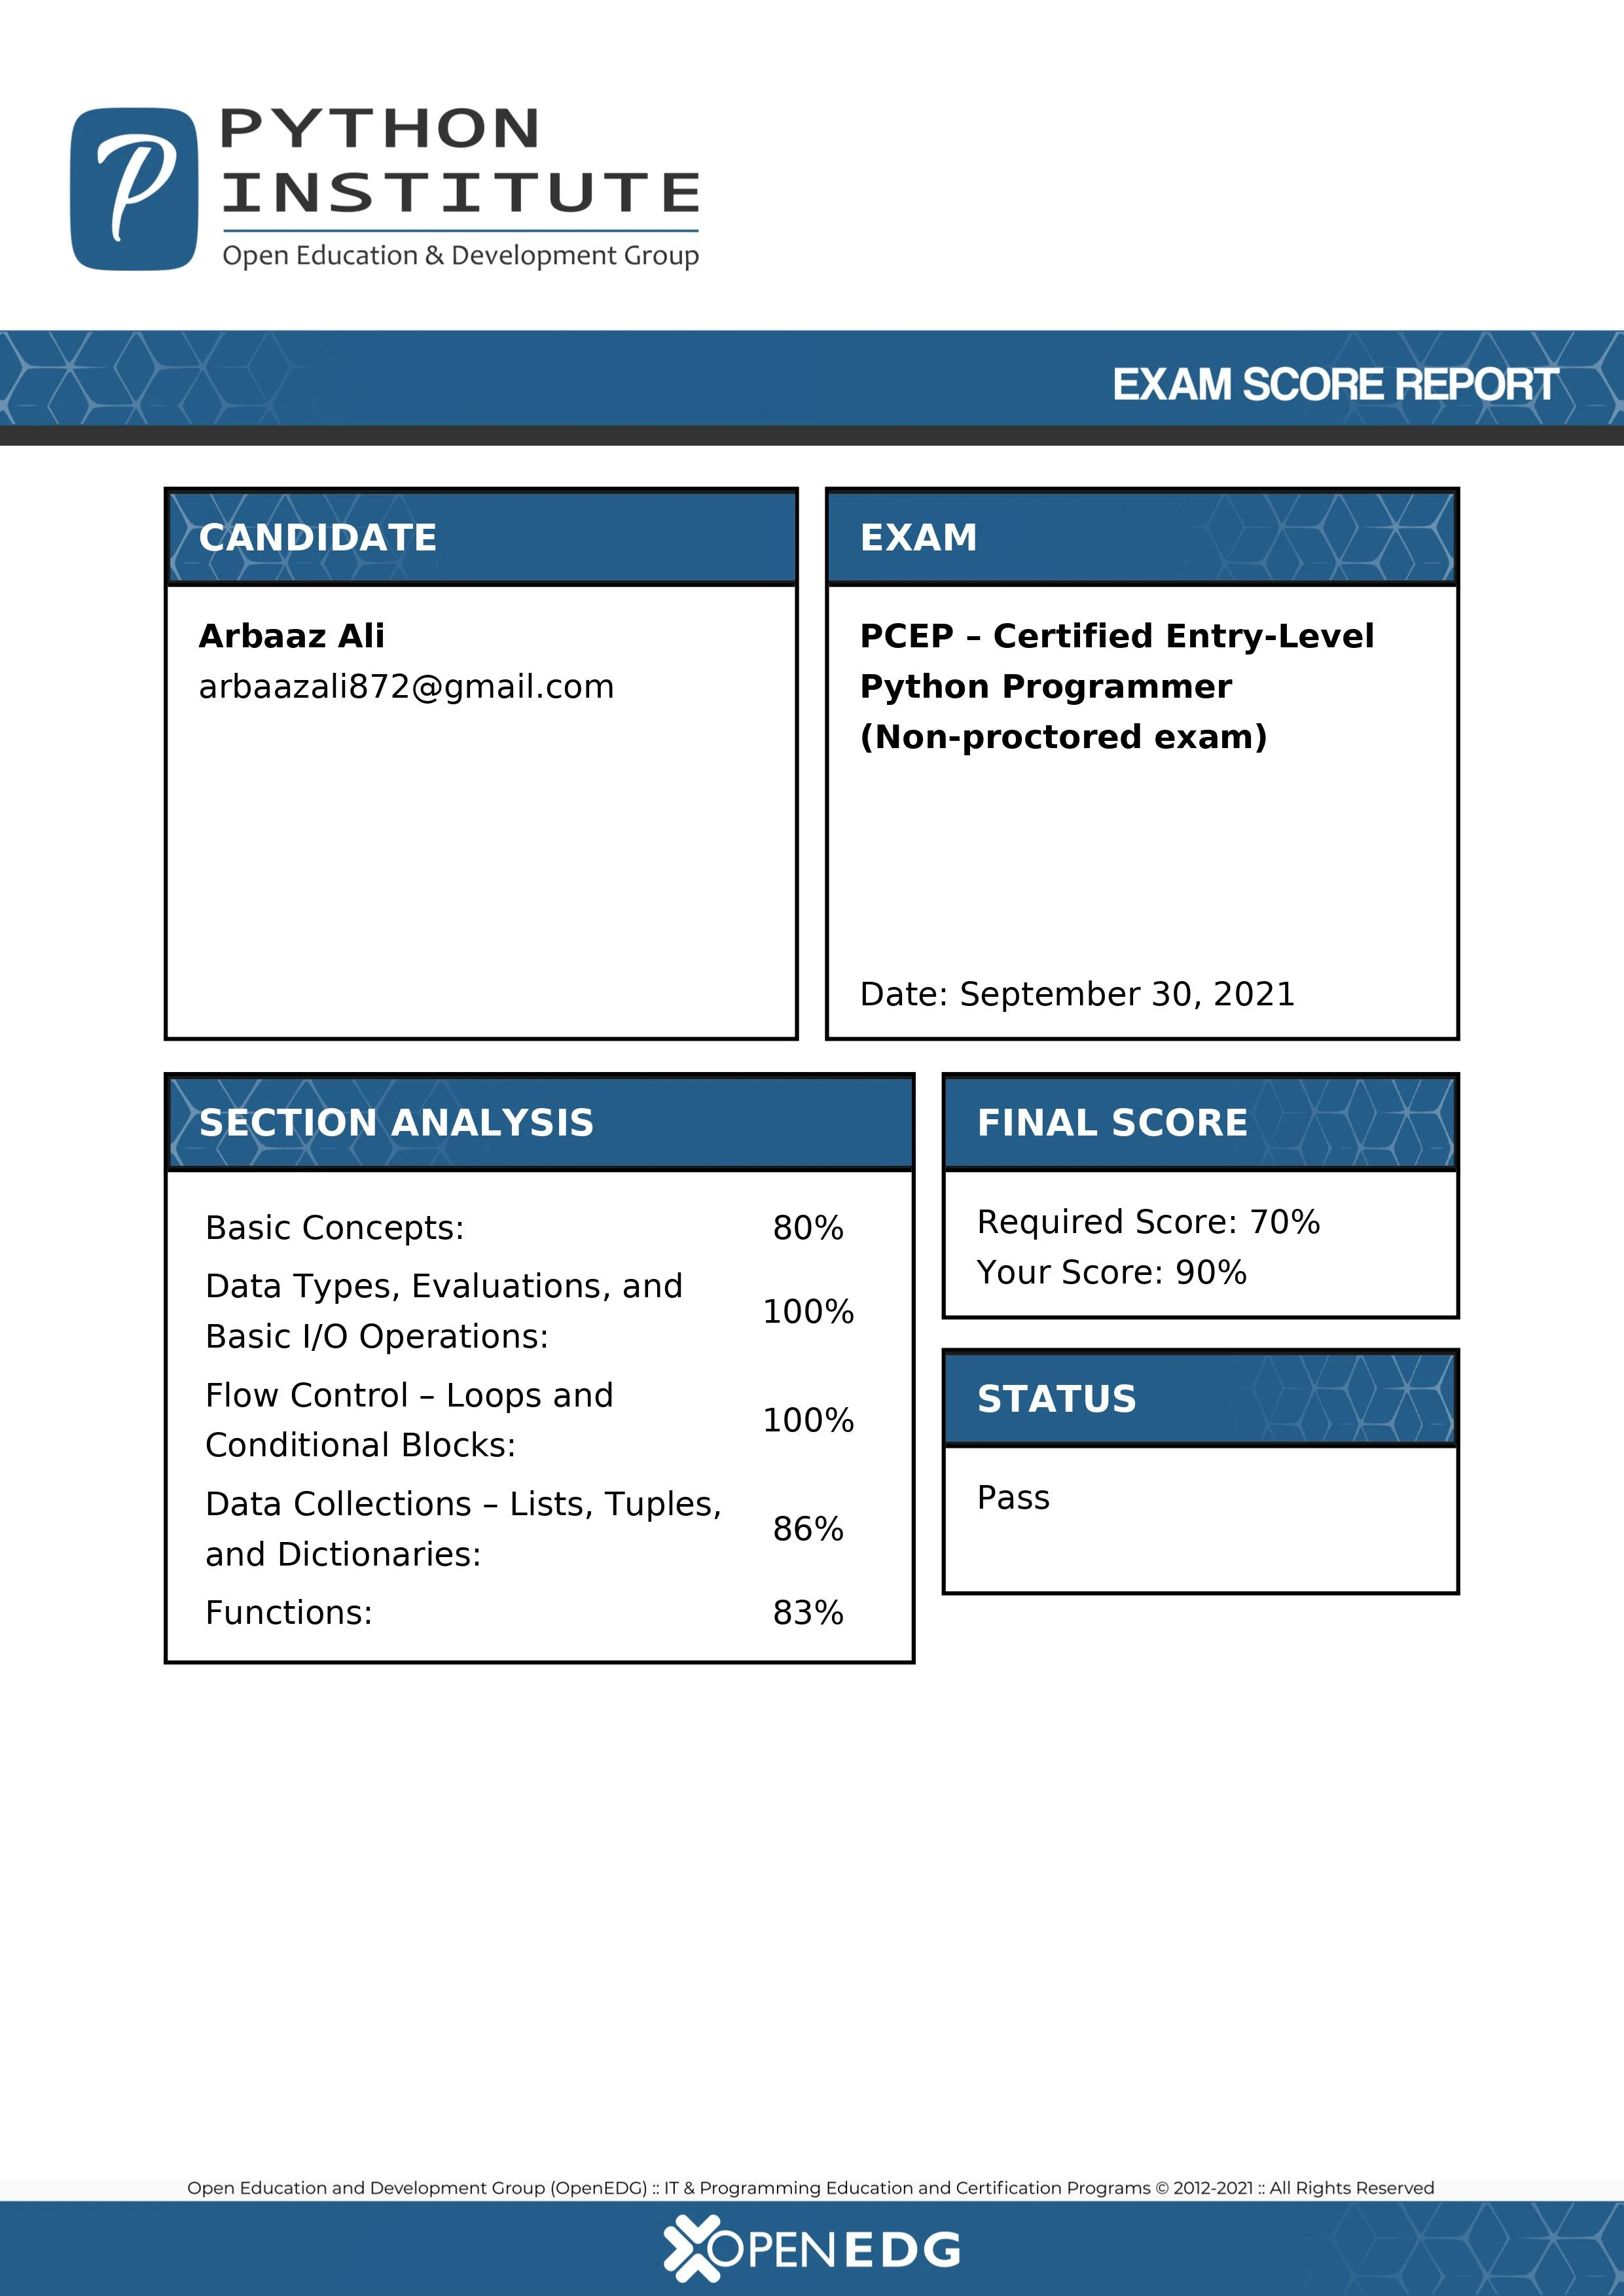 P
PYTHON
INSTITUTE
Open Education & Development Group
EXAM SCORE REPORT
CANDIDATE
Arbaaz Ali
arbaazali872@gmail.com
EXAM
PCEP – Certified Entry-Level
Python Programmer
(Non-proctored exam)
Date: September 30, 2021
SECTION ANALYSIS
Basic Concepts: 80%
Data Types, Evaluations, and
Basic I/O Operations: 100%
Flow Control – Loops and
Conditional Blocks: 100%
Data Collections – Lists, Tuples,
and Dictionaries: 86%
Functions: 83%
FINAL SCORE
Required Score: 70%
Your Score: 90%
STATUS
Pass
Open Education and Development Group (OpenEDG) :: IT & Programming Education and Certification Programs © 2012-2021 :: All Rights Reserved
OPENEDG